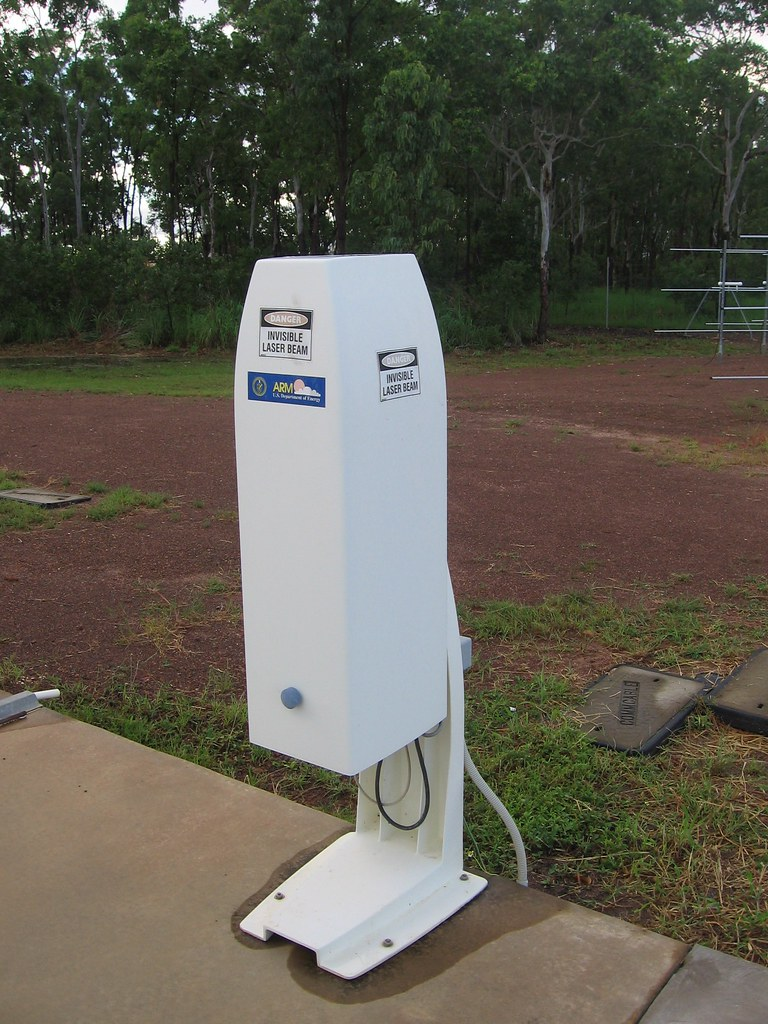 DANGER
INVISIBLE
LASER BEAM
ARM
U.S. Department of Energy
DANGER
INVISIBLE
LASER BEAM